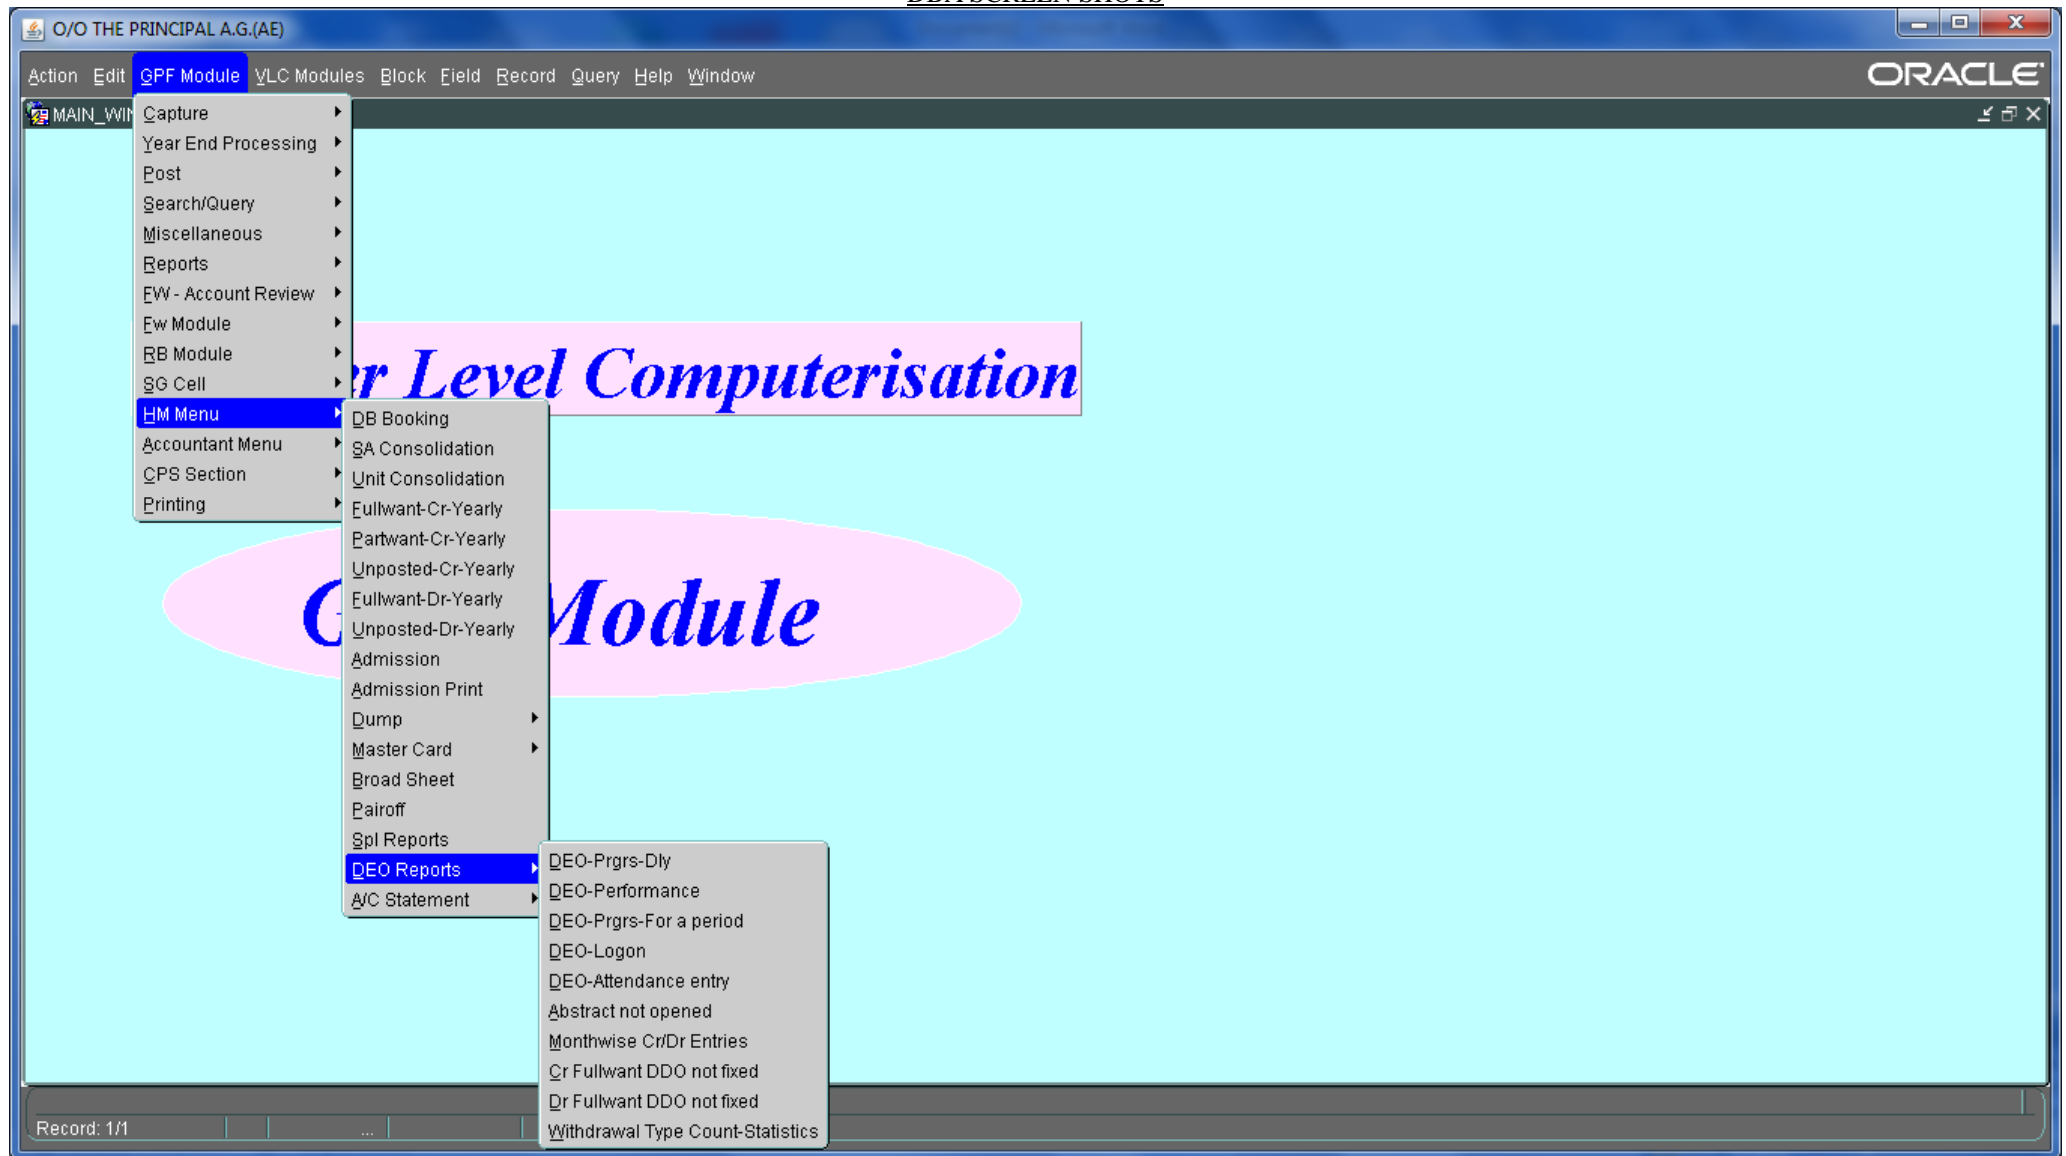 DBA SCREEN SHOTS
O/O THE PRINCIPAL A.G.(AE)
Action Edit GPF Module VLC Modules Block Field Record Query Help Window
ORACLE
MAIN_WIN
Capture
Year End Processing
Post
Search/Query
Miscellaneous
Reports
FW - Account Review
Fw Module
RB Module
SG Cell
HM Menu
Accountant Menu
CPS Section
Printing
er Level Computerisation
G Module
DB Booking
SA Consolidation
Unit Consolidation
Fullwant-Cr-Yearly
Partwant-Cr-Yearly
Unposted-Cr-Yearly
Fullwant-Dr-Yearly
Unposted-Dr-Yearly
Admission
Admission Print
Dump
Master Card
Broad Sheet
Pairoff
Spl Reports
DEO Reports
A/C Statement
DEO-Prgrs-Dly
DEO-Performance
DEO-Prgrs-For a period
DEO-Logon
DEO-Attendance entry
Abstract not opened
Monthwise Cr/Dr Entries
Cr Fullwant DDO not fixed
Dr Fullwant DDO not fixed
Withdrawal Type Count-Statistics
Record: 1/1
...